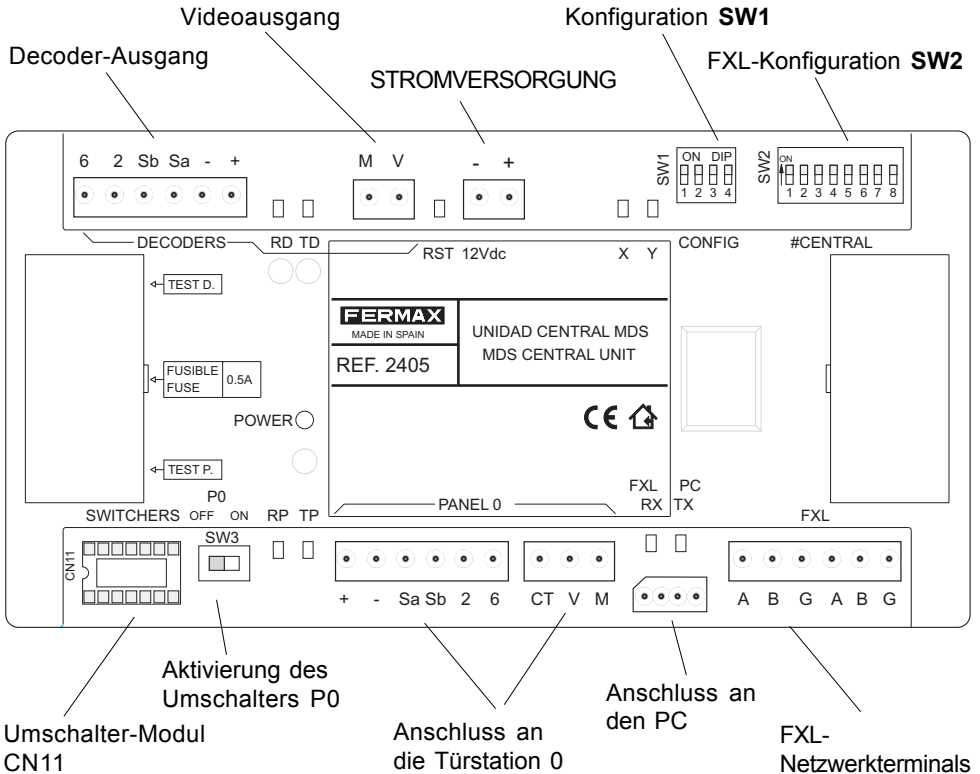 Videoausgang
Konfiguration SW1
Decoder-Ausgang
FXL-Konfiguration SW2
STROMVERSORGUNG
6 2 Sb Sa - +
M V
- +
SW1
ON DIP
1 2 3 4
SW2
ON
1 2 3 4 5 6 7 8
DECODERS
RD TD
RST 12Vdc
X Y
CONFIG
#CENTRAL
TEST D.
FERMAX
MADE IN SPAIN
REF. 2405
UNIDAD CENTRAL MDS
MDS CENTRAL UNIT
FUSIBLE
FUSE
0.5A
POWER
CE
TEST P.
P0
SWITCHERS
OFF ON
RP TP
PANEL 0
FXL PC
RX TX
FXL
SW3
CN11
+ - Sa Sb 2 6
CT V M
A B G A B G
Aktivierung des
Umschalters P0
Umschalter-Modul
CN11
Anschluss an
die Türstation 0
Anschluss an
den PC
FXL-
Netzwerkterminals